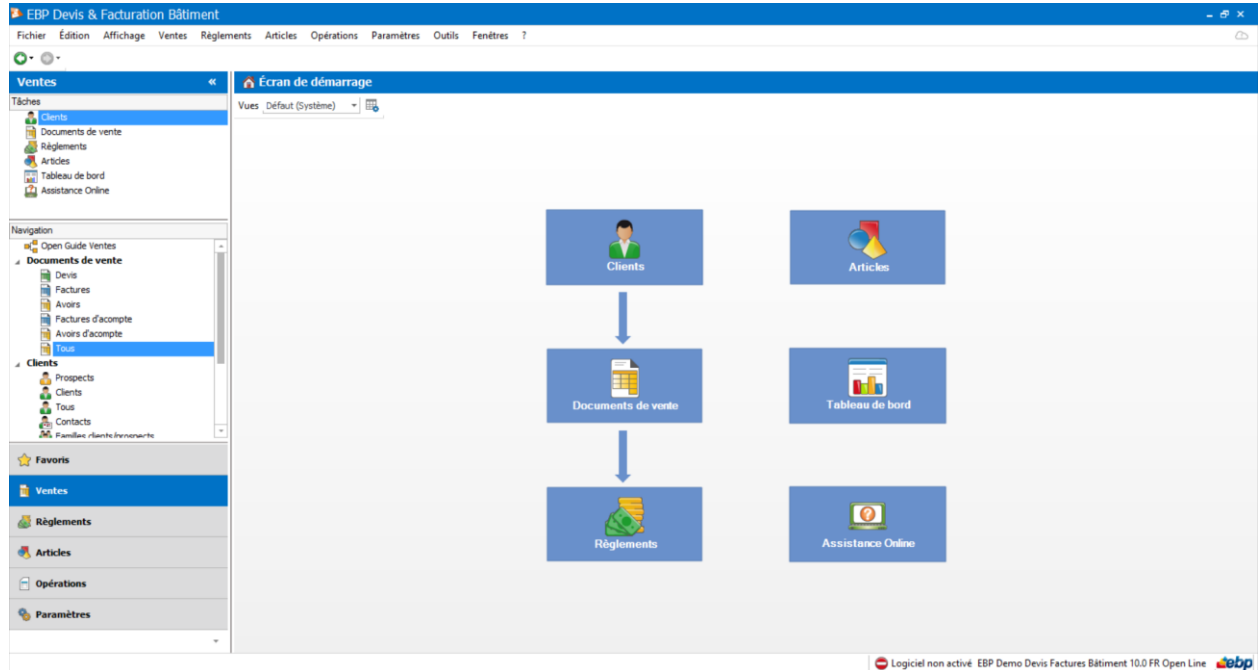 EBP Devis & Facturation Bâtiment
Fichier Édition Affichage Ventes Règlements Articles Opérations Paramètres Outils Fenêtres ?
Ventes «
Tâches
Clients
Documents de vente
Règlements
Articles
Tableau de bord
Assistance Online
Navigation
Open Guide Ventes
Documents de vente
Devis
Factures
Avoirs
Factures d'acompte
Avoirs d'acompte
Tous
Clients
Prospects
Clients
Tous
Contacts
Familles clients/prospects
Favoris
Ventes
Règlements
Articles
Opérations
Paramètres
Écran de démarrage
Vues Défaut (Système)
Clients
Articles
Documents de vente
Tableau de bord
Règlements
Assistance Online
Logiciel non activé EBP Demo Devis Factures Bâtiment 10.0 FR Open Line ebp